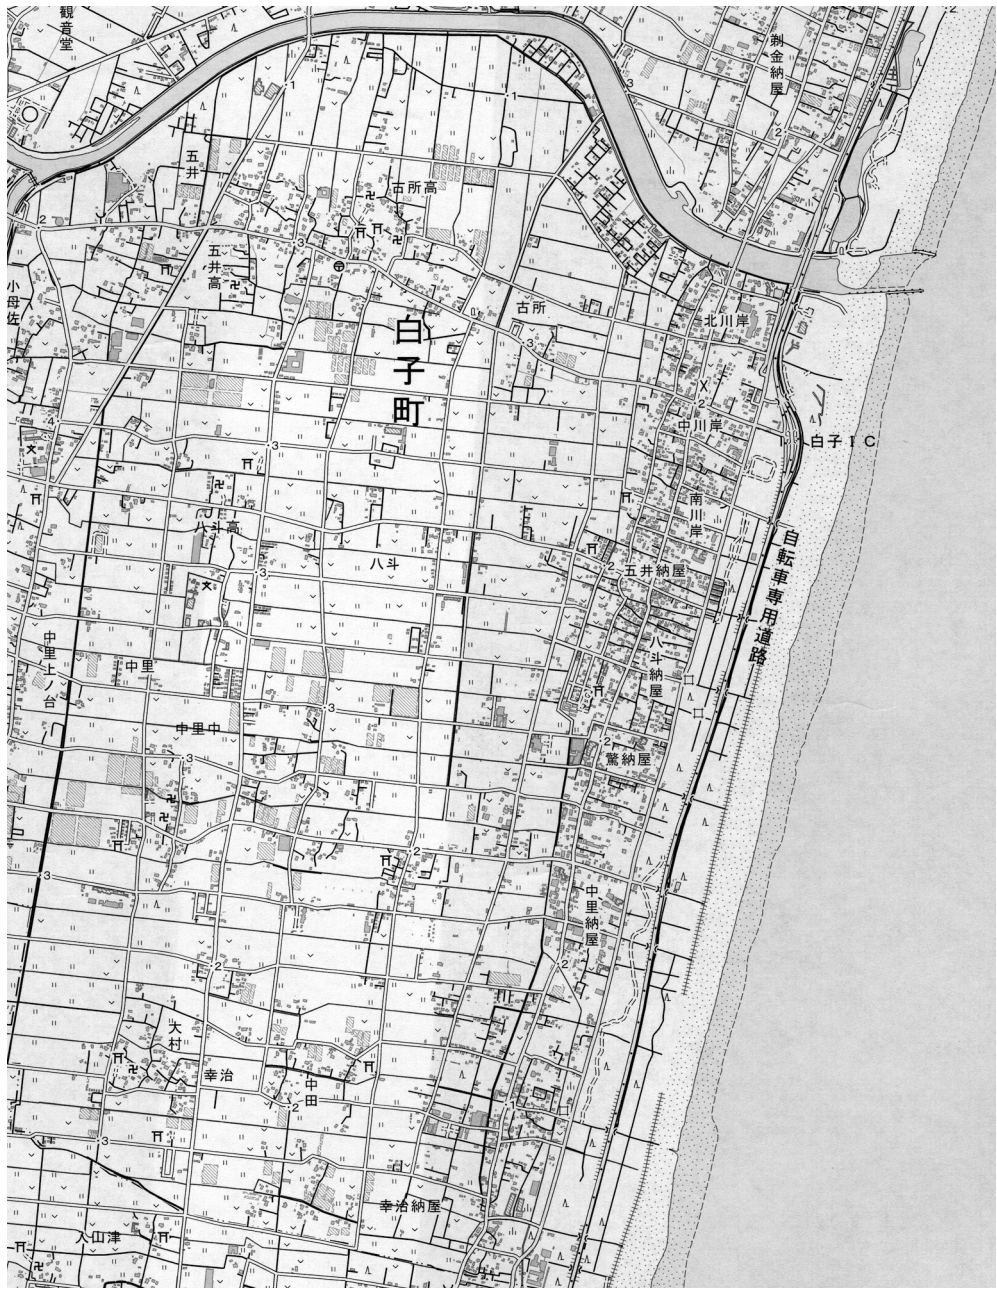 観音堂
剃金納屋
五井
古所高
五井高
小母佐
古所
白子町
北川岸
中川岸
白子IC
南川岸
八斗高
八斗
五井納屋
自転車専用道路
中里上ノ台
中里
斗納屋
中里中
驚納屋
中里納屋
大村
幸治
中田
幸治納屋
入山津